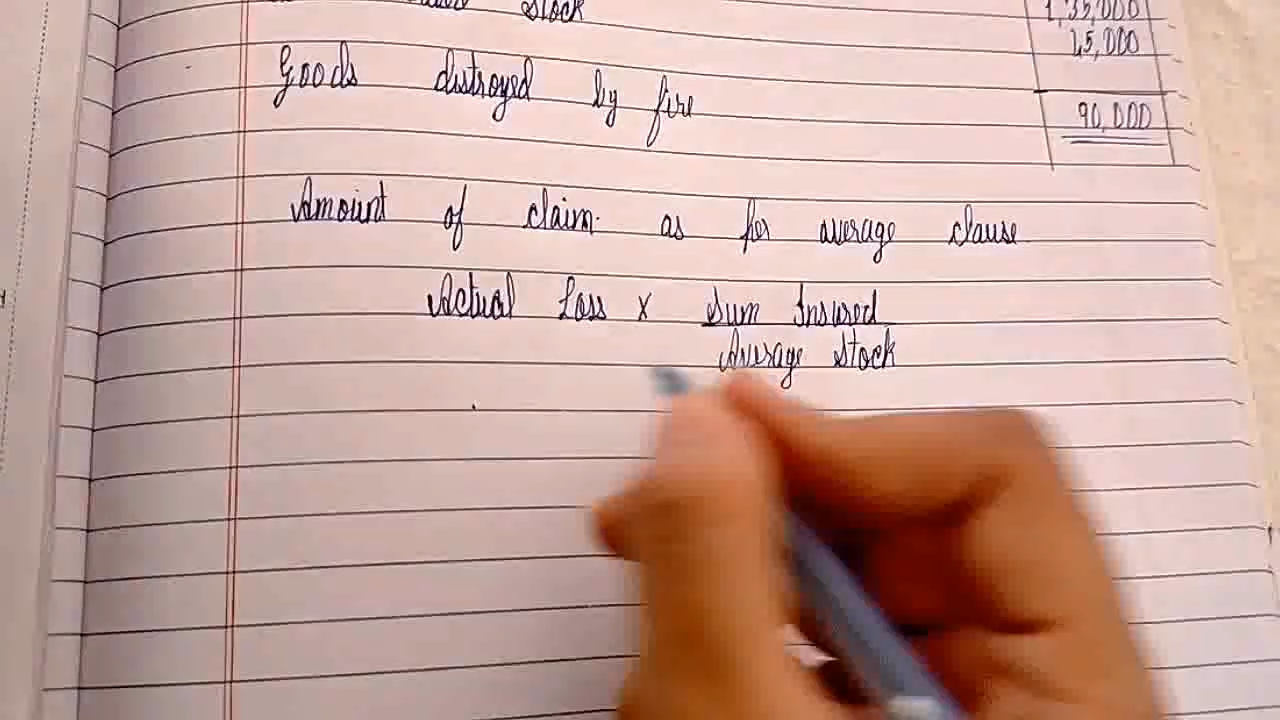 Stock
1,35,000
45,000
Goods distroyed by fire
90,000
Amount of claim as per average clause
Actual Loss X Sum Insured
Average Stock